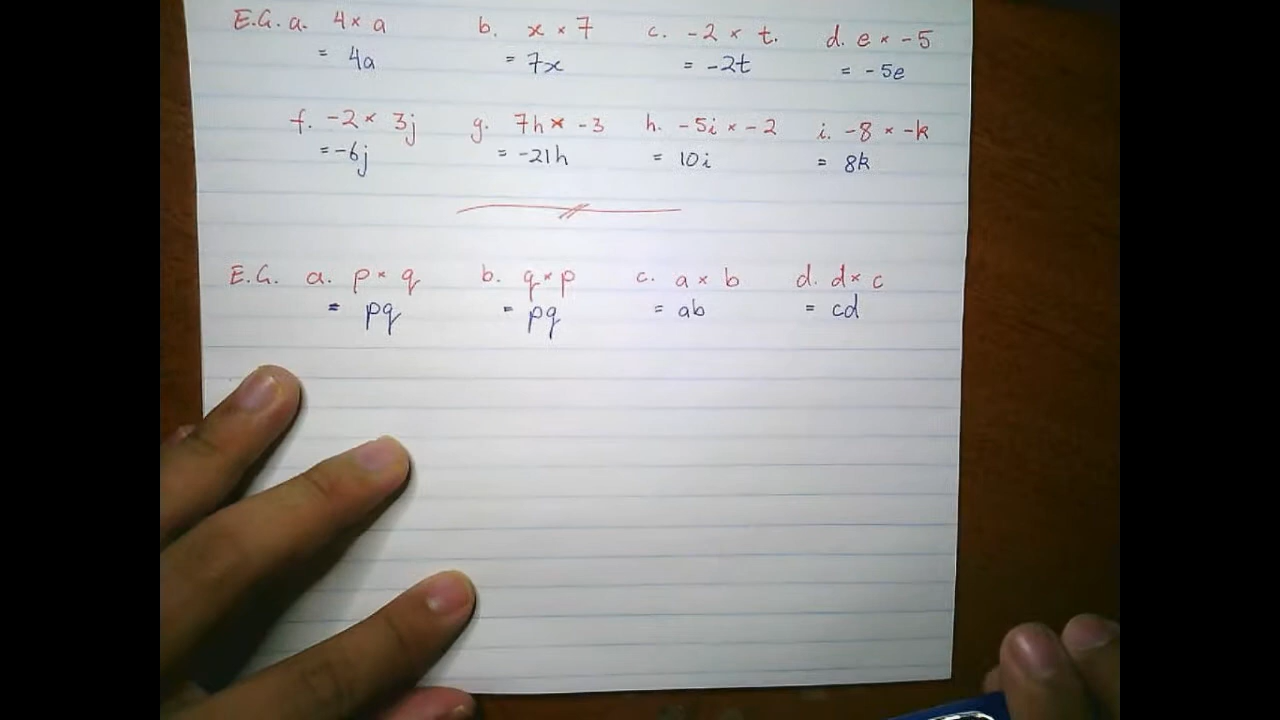 E.G. a. 4 × a b. x × 7 c. -2 × t. d. e × -5
= 4a = 7x = -2t = -5e
f. -2 × 3j g. 7h × -3 h. -5i × -2 i. -8 × -k
= -6j = -21h = 10i = 8k
E.G. a. p × q b. q × p c. a × b d. d × c
= pq = pq = ab = cd